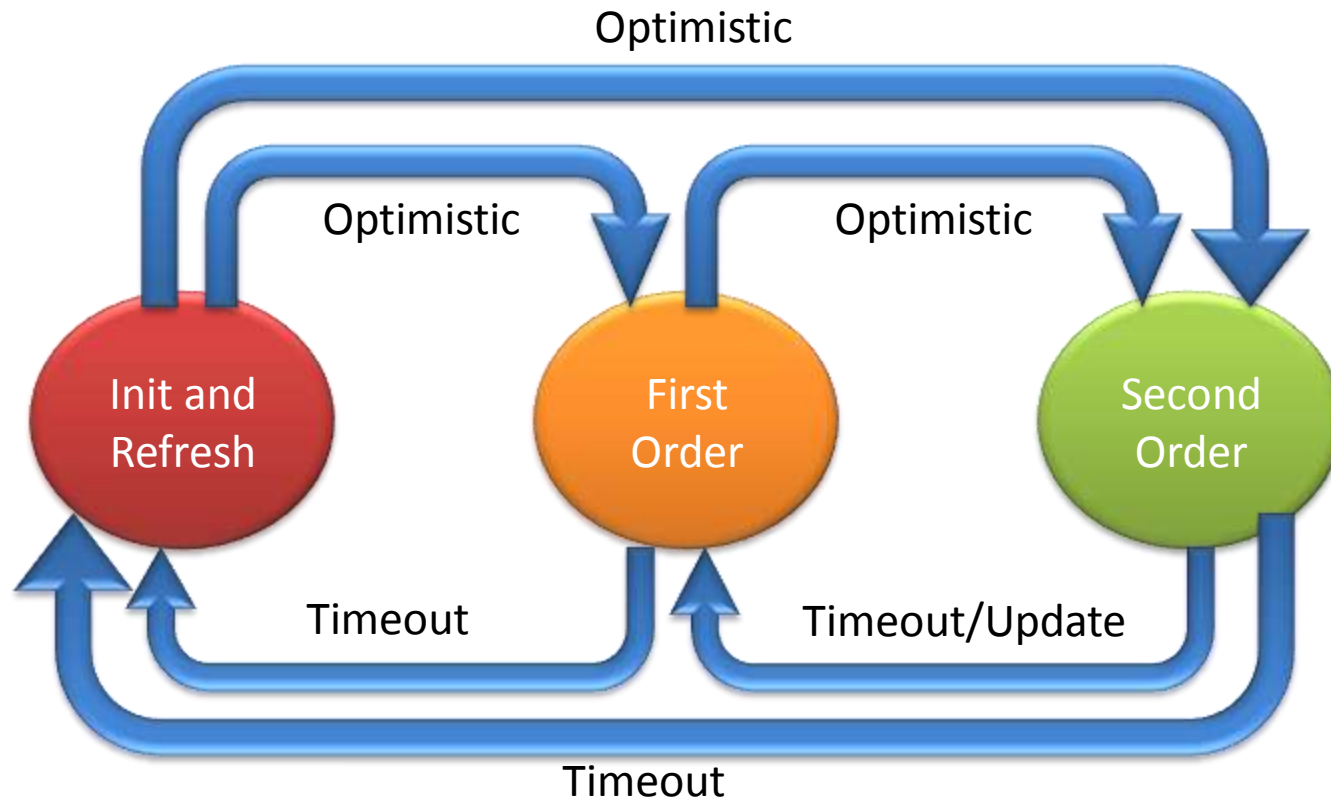 Optimistic
Optimistic
Optimistic
Init and
Refresh
First
Order
Second
Order
Timeout
Timeout/Update
Timeout